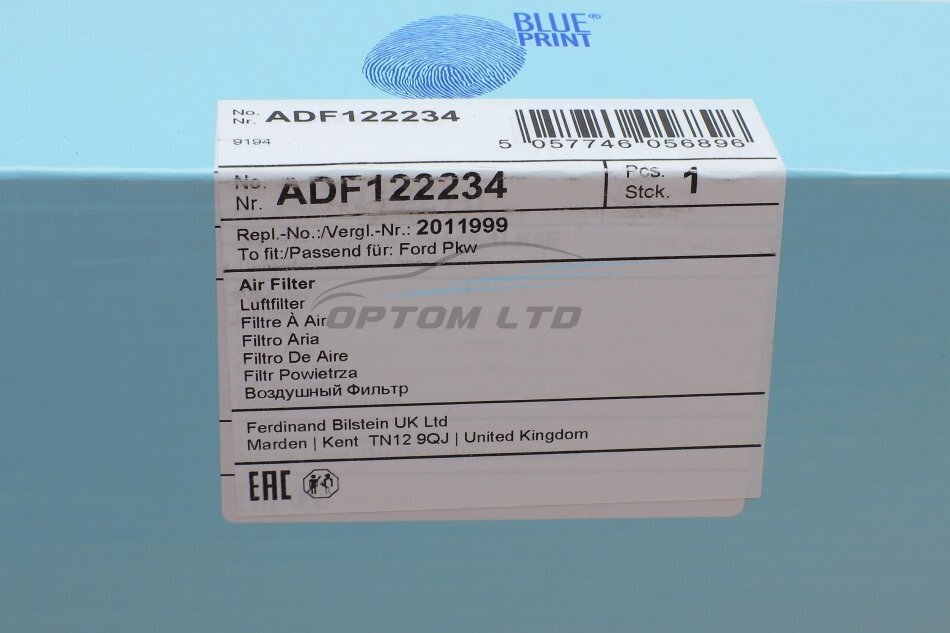 BLUE®
PRINT
No.
Nr. ADF122234
9194
5 057746 056896
No.
Nr. ADF122234
Pcs.
Stck. 1
Repl.-No.:/Vergl.-Nr.: 2011999
To fit:/Passend für: Ford Pkw
Air Filter
Luftfilter
Filtre À Air
Filtro Aria
Filtro De Aire
Filtr Powietrza
Воздушный Фильтр
OPTOM LTD
Ferdinand Bilstein UK Ltd
Marden | Kent TN12 9QJ | United Kingdom
EAC